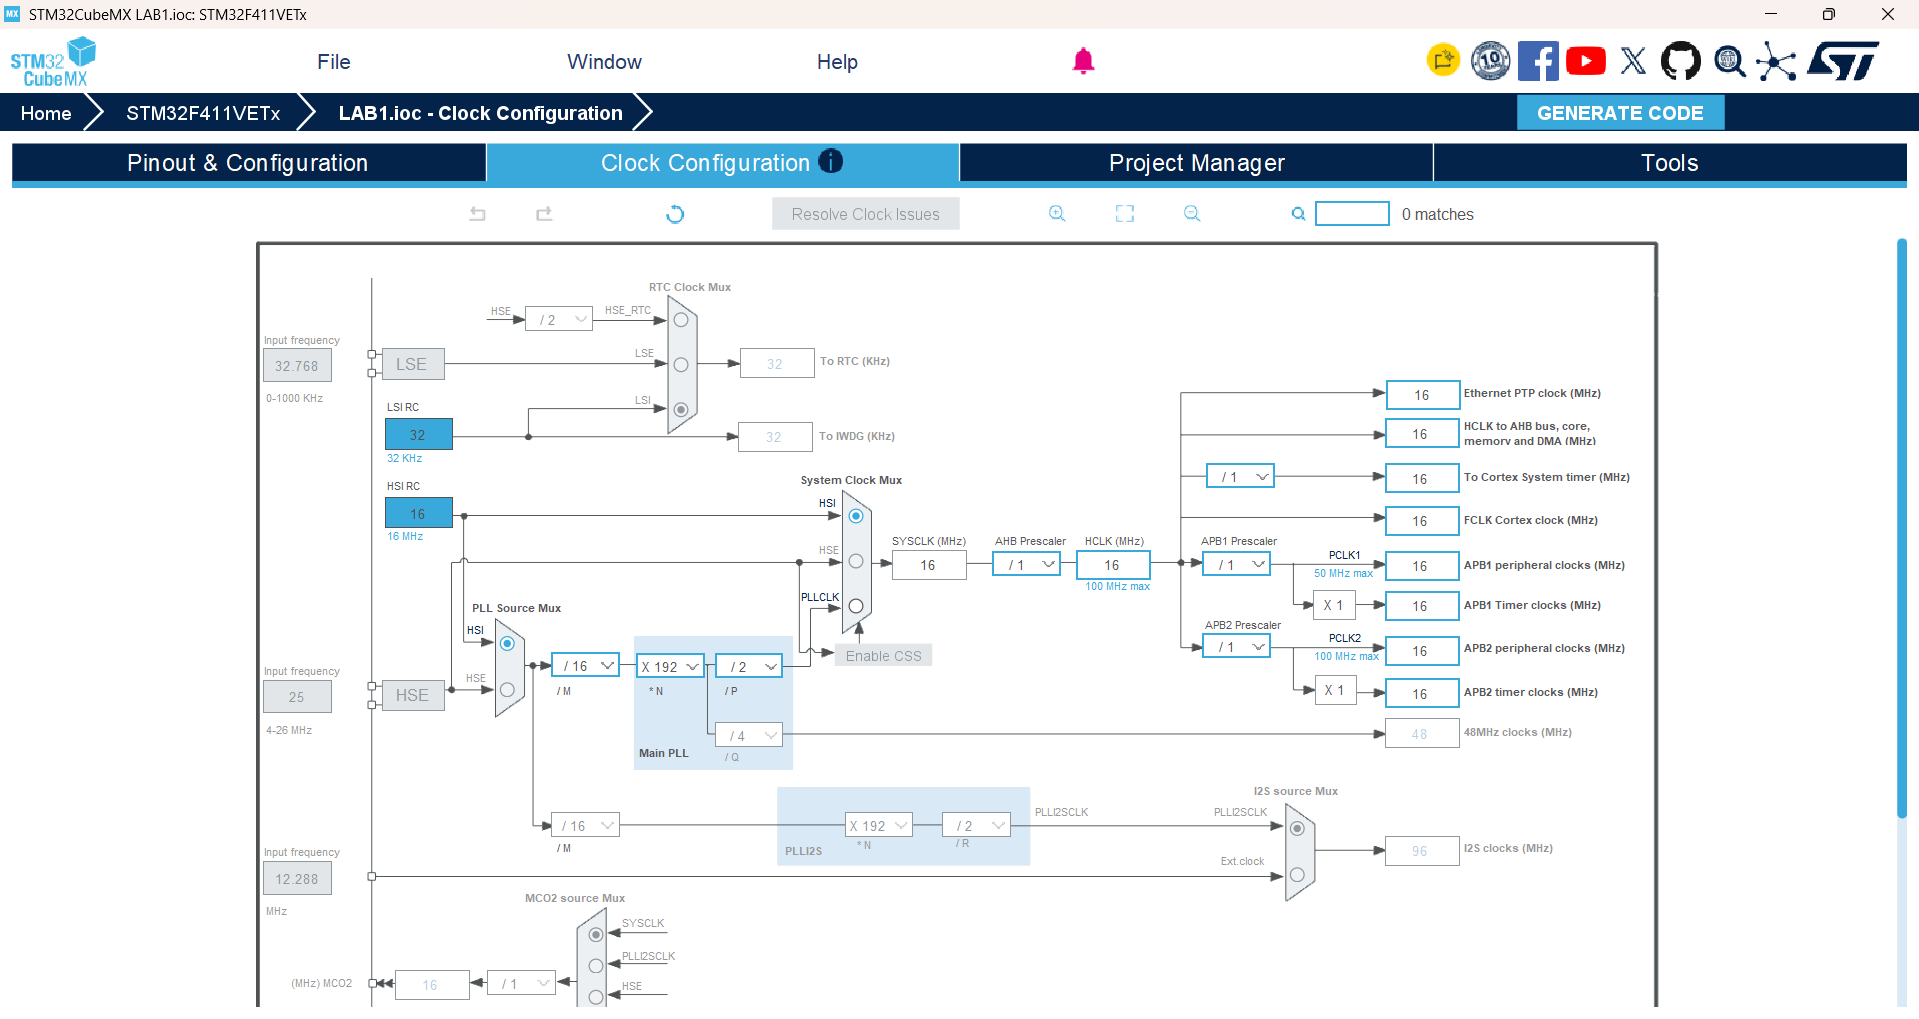 MX STM32CubeMX LAB1.ioc: STM32F411VETx
STM32
CubeMX
File Window Help
10
Home STM32F411VETx LAB1.ioc - Clock Configuration GENERATE CODE
Pinout & Configuration Clock Configuration i Project Manager Tools
Resolve Clock Issues 0 matches
RTC Clock Mux
HSE / 2 HSE_RTC
Input frequency
32.768 LSE LSE 32 To RTC (KHz)
0-1000 KHz
LSI RC LSI
32 32 To IWDG (KHz)
32 KHz
HSI RC
16
16 MHz
16 Ethernet PTP clock (MHz)
16 HCLK to AHB bus, core,
memory and DMA (MHz)
/ 1 16 To Cortex System timer (MHz)
16 FCLK Cortex clock (MHz)
System Clock Mux
HSI
HSE
PLLCLK
SYSCLK (MHz) AHB Prescaler HCLK (MHz) APB1 Prescaler
16 / 1 16 / 1
100 MHz max
PCLK1
50 MHz max
16 APB1 peripheral clocks (MHz)
X 1 16 APB1 Timer clocks (MHz)
APB2 Prescaler
/ 1
PCLK2
100 MHz max
16 APB2 peripheral clocks (MHz)
X 1 16 APB2 timer clocks (MHz)
Enable CSS
PLL Source Mux
HSI
HSE
/ 16 X 192 / 2
/ M * N / P
Input frequency
25 HSE
4-26 MHz
/ 4 48 48MHz clocks (MHz)
Main PLL / Q
/ 16 X 192 / 2 PLLI2SCLK
/ M PLLI2S * N / R
I2S source Mux
PLLI2SCLK
Ext.clock
96 I2S clocks (MHz)
Input frequency
12.288
MHz
MCO2 source Mux
SYSCLK
PLLI2SCLK
HSE
(MHz) MCO2 16 / 1